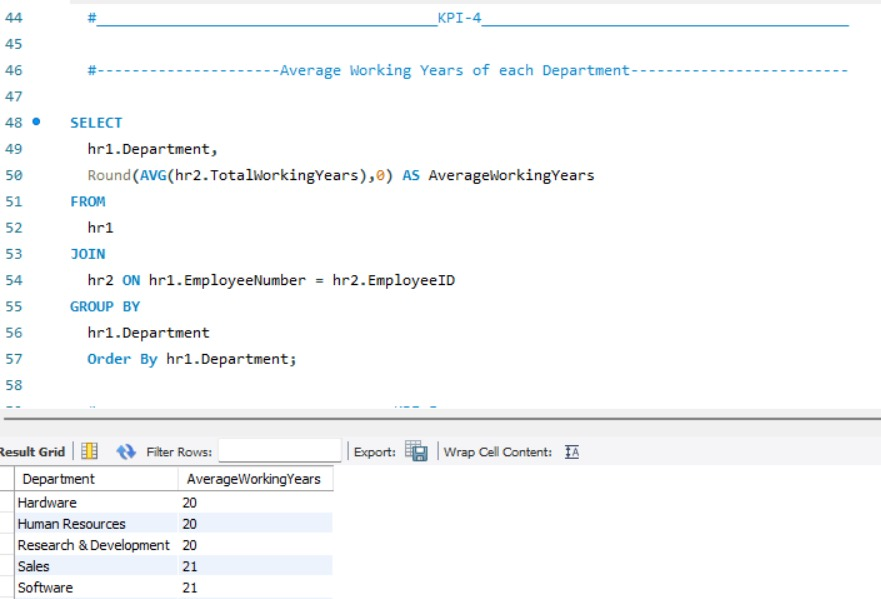 44 #________________________________________KPI-4___________________________________________
45
46 #---------------------Average Working Years of each Department-------------------------
47
48 SELECT
49 hr1.Department,
50 Round(AVG(hr2.TotalWorkingYears),0) AS AverageWorkingYears
51 FROM
52 hr1
53 JOIN
54 hr2 ON hr1.EmployeeNumber = hr2.EmployeeID
55 GROUP BY
56 hr1.Department
57 Order By hr1.Department;
58
Result Grid Filter Rows: Export: Wrap Cell Content:
Department AverageWorkingYears
Hardware 20
Human Resources 20
Research & Development 20
Sales 21
Software 21